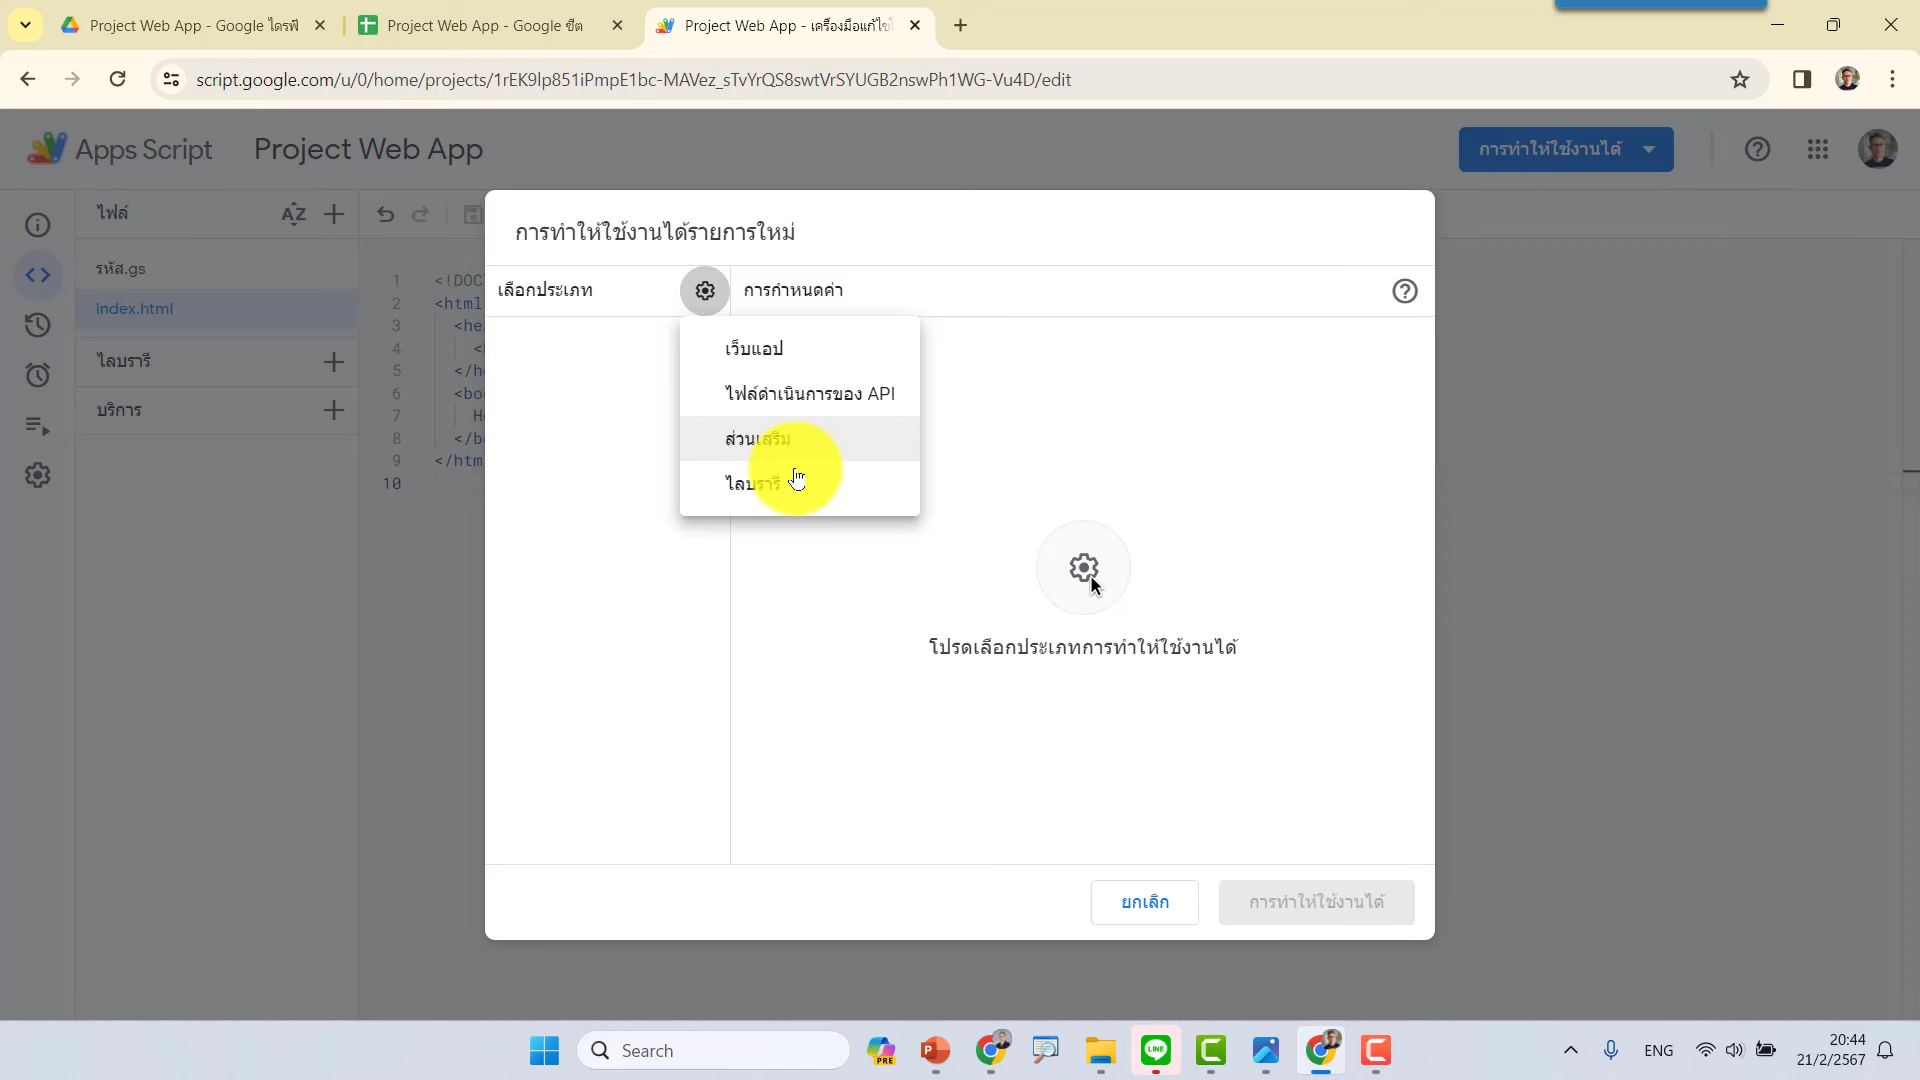 Project Web App - Google ไดรฟ์
Project Web App - Google ชีต
Project Web App - เครื่องมือแก้ไข
script.google.com/u/0/home/projects/1rEK9lp851iPmpE1bc-MAVez_sTvYrQS8swtVrSYUGB2nswPh1WG-Vu4D/edit
Apps Script
Project Web App
การทำให้ใช้งานได้
ไฟล์
AZ
รหัส.gs
index.html
ไลบรารี
บริการ
1 <!DOC
2 <html
3 <he
4 <
5 </h
6 <bo
7 H
8 </b
9 </htm
10
การทำให้ใช้งานได้รายการใหม่
เลือกประเภท
การกำหนดค่า
เว็บแอป
ไฟล์ดำเนินการของ API
ส่วนเสริม
ไลบรารี
โปรดเลือกประเภทการทำให้ใช้งานได้
ยกเลิก
การทำให้ใช้งานได้
Search
PRE
LINE
ENG
20:44
21/2/2567